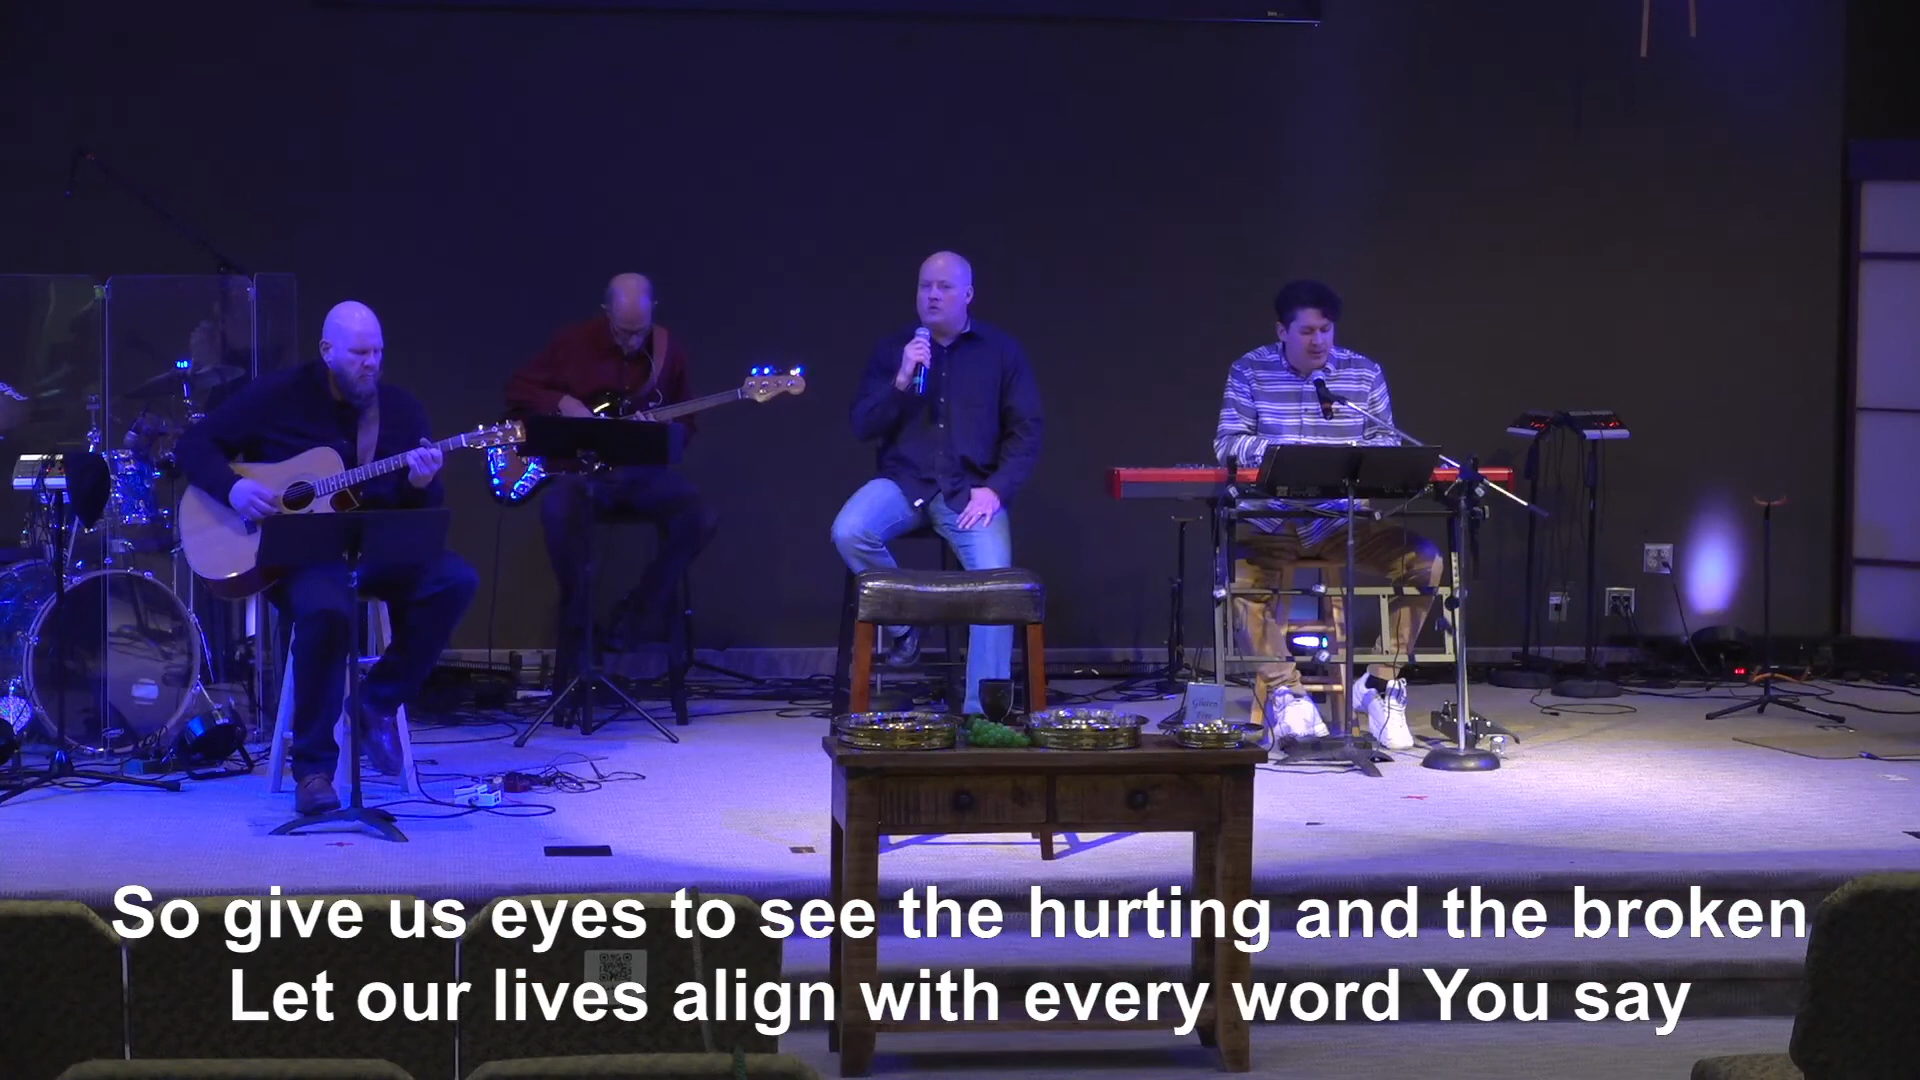 So give us eyes to see the hurting and the broken
Let our lives align with every word You say